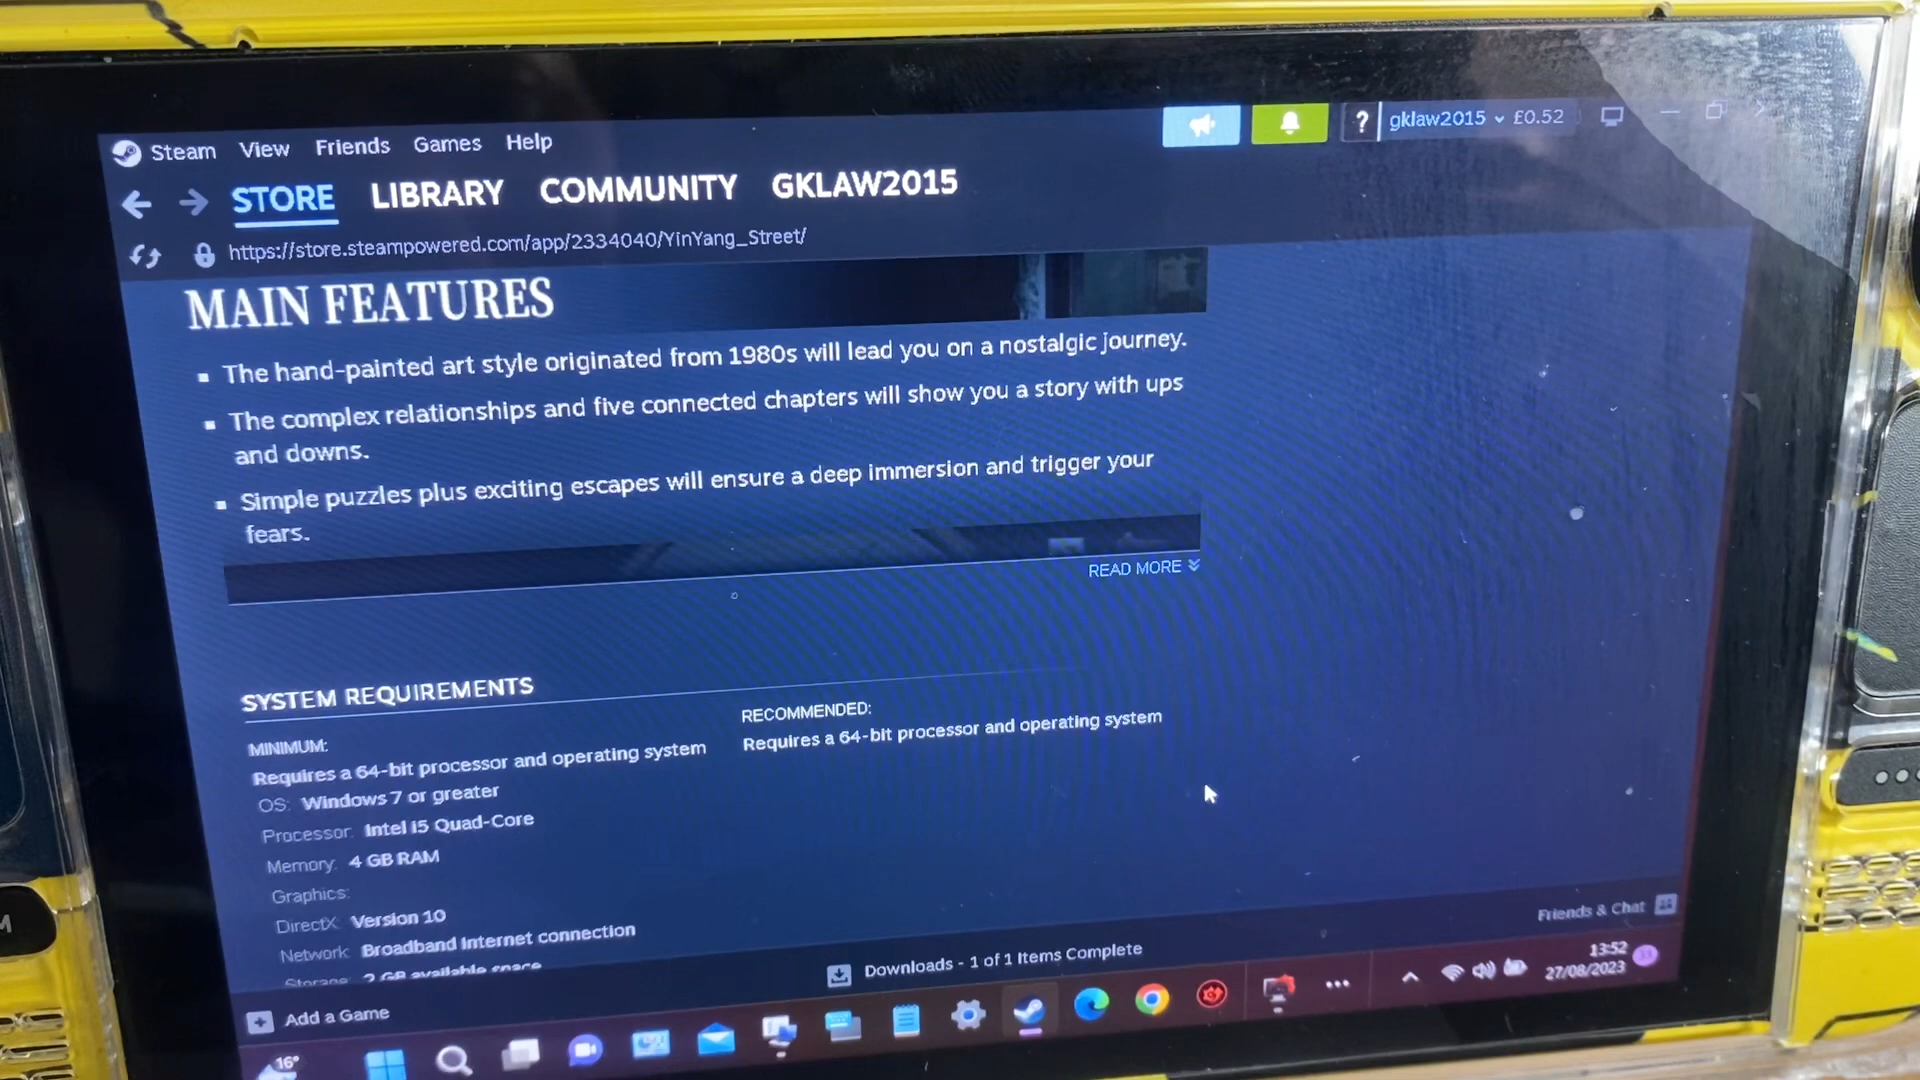 Steam View Friends Games Help
? gklaw2015 £0.52
STORE LIBRARY COMMUNITY GKLAW2015
https://store.steampowered.com/app/2334040/YinYang_Street/
MAIN FEATURES
The hand-painted art style originated from 1980s will lead you on a nostalgic journey.
The complex relationships and five connected chapters will show you a story with ups
and downs.
Simple puzzles plus exciting escapes will ensure a deep immersion and trigger your
fears.
READ MORE
SYSTEM REQUIREMENTS
MINIMUM:
Requires a 64-bit processor and operating system
OS: Windows 7 or greater
Processor: Intel i5 Quad-Core
Memory: 4 GB RAM
Graphics:
DirectX: Version 10
Network: Broadband Internet connection
Storage: 2 GB available space
RECOMMENDED:
Requires a 64-bit processor and operating system
Friends & Chat
Downloads - 1 of 1 Items Complete
Add a Game
13:52
27/08/2023
16°